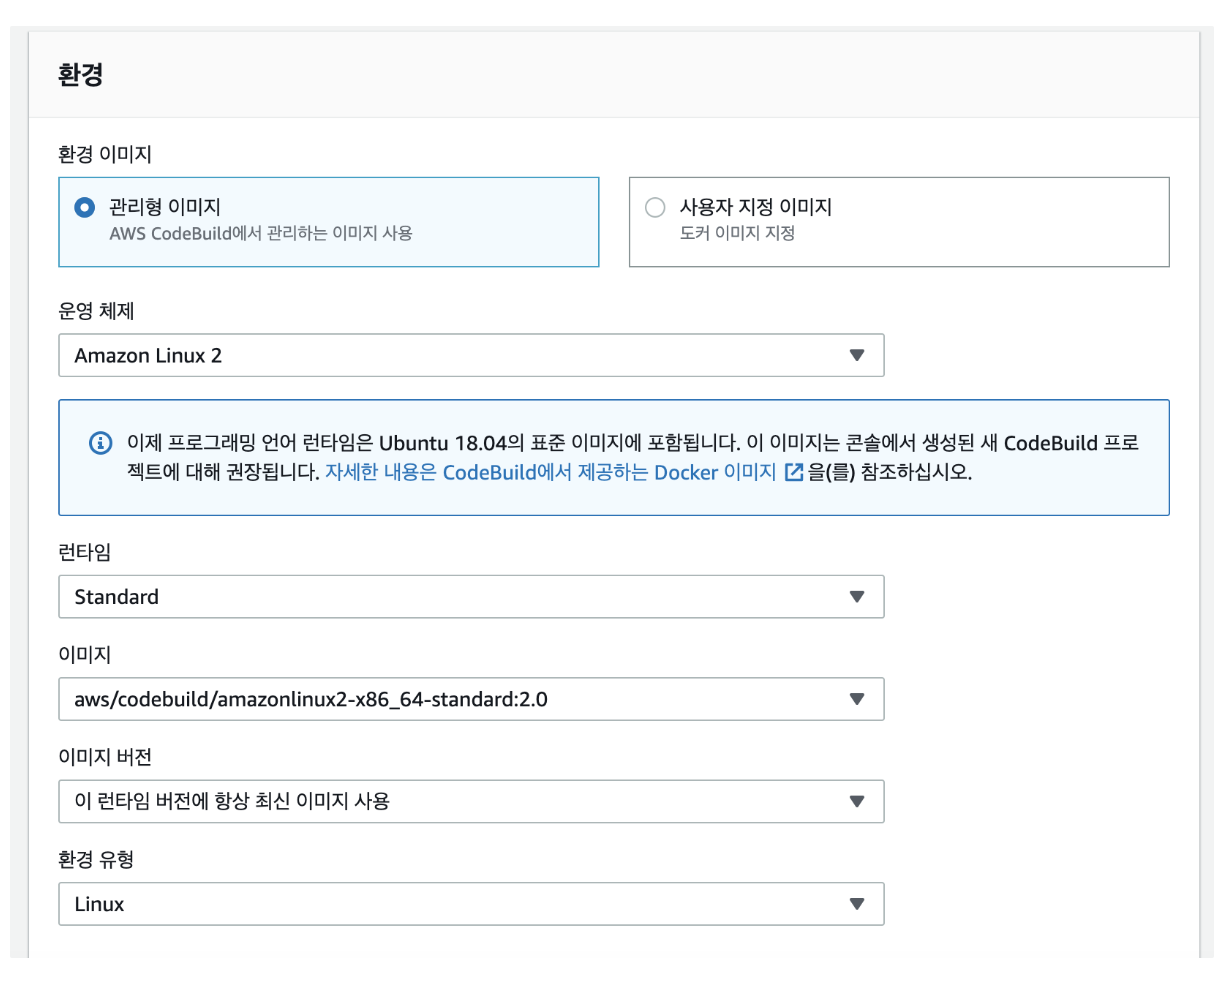 환경
환경 이미지
관리형 이미지
AWS CodeBuild에서 관리하는 이미지 사용
사용자 지정 이미지
도커 이미지 지정
운영 체제
Amazon Linux 2
이제 프로그래밍 언어 런타임은 Ubuntu 18.04의 표준 이미지에 포함됩니다. 이 이미지는 콘솔에서 생성된 새 CodeBuild 프로
젝트에 대해 권장됩니다. 자세한 내용은 CodeBuild에서 제공하는 Docker 이미지 을(를) 참조하십시오.
런타임
Standard
이미지
aws/codebuild/amazonlinux2-x86_64-standard:2.0
이미지 버전
이 런타임 버전에 항상 최신 이미지 사용
환경 유형
Linux